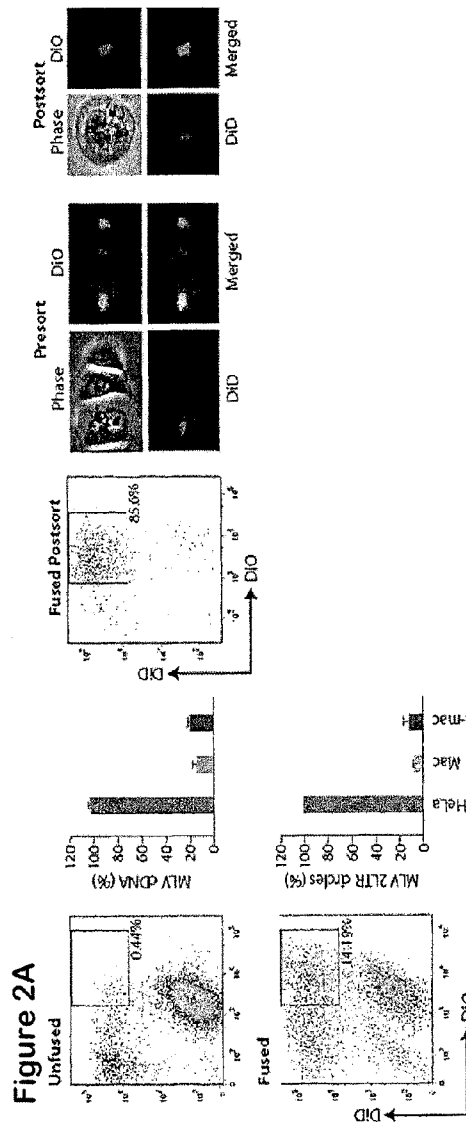 Figure 2A
Unfused
0.44%
Fused
14.19%
DiD
DiO
MLV cDNA (%)
120
100
80
60
40
20
0
MLV 2LTR circles (%)
120
100
80
60
40
20
0
HeLa
Mac
-mac
Fused Postsort
85.6%
DiD
DiO
Presort
Phase
DiO
DiD
Merged
Postsort
Phase
DiO
DiD
Merged